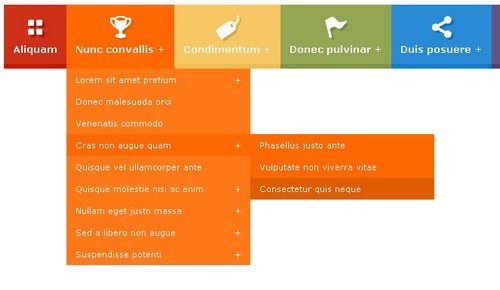 Aliquam Nunc convallis + Condimentum + Donec pulvinar + Duis posuere +
Lorem sit amet pretium +
Donec malesuada orci
Venenatis commodo
Cras non augue quam + Phasellus justo ante
Quisque vel ullamcorper ante Vulputate non viverra vitae
Quisque molestie nisi ac enim + Consectetur quis neque
Nullam eget justo massa +
Sed a libero non augue +
Suspendisse potenti +